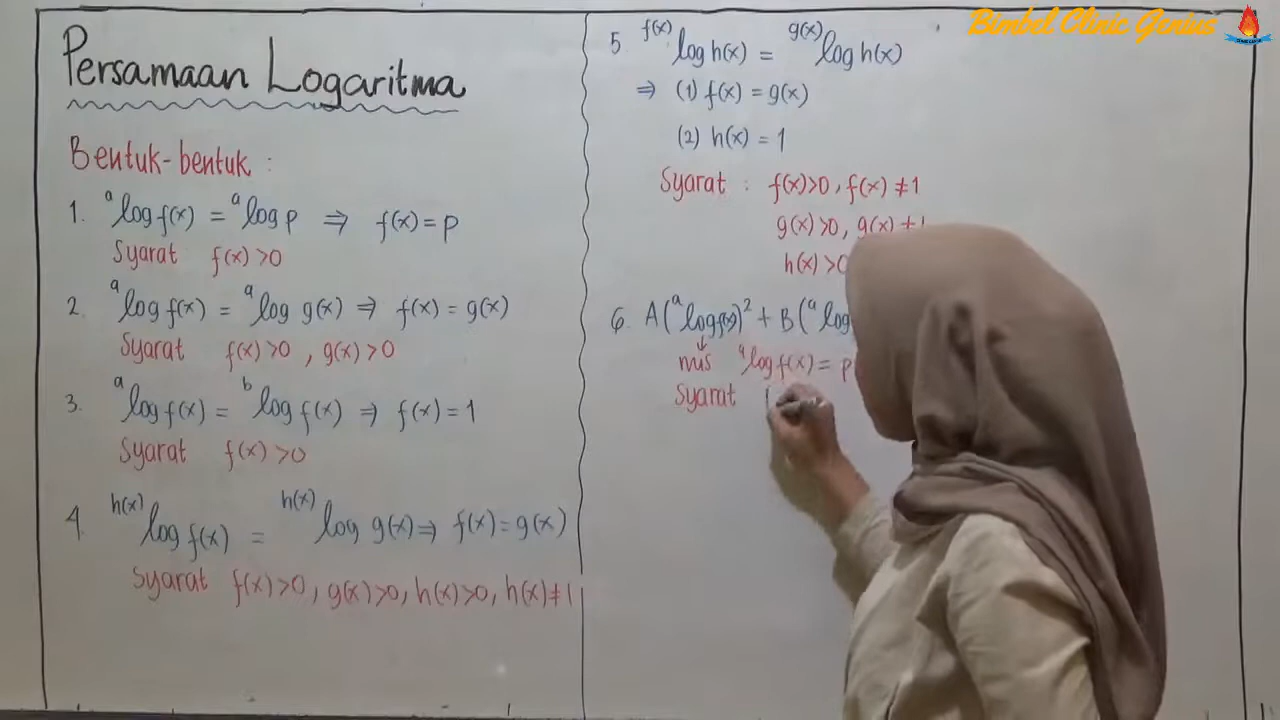 Persamaan Logaritma
Bentuk-bentuk :
1. ᵃlog f(x) = ᵃlog p ⇒ f(x) = p
Syarat f(x) >0
2. ᵃlog f(x) = ᵃlog g(x) ⇒ f(x) = g(x)
Syarat f(x) >0 , g(x) >0
3. ᵃlog f(x) = ᵇlog f(x) ⇒ f(x) = 1
Syarat f(x) >0
4. ʰ⁽ˣ⁾log f(x) = ʰ⁽ˣ⁾log g(x) ⇒ f(x) = g(x)
Syarat f(x) >0, g(x) >0, h(x) >0, h(x) ≠ 1
5. ᶠ⁽ˣ⁾log h(x) = ᵍ⁽ˣ⁾log h(x)
⇒ (1) f(x) = g(x)
(2) h(x) = 1
Syarat : f(x)>0, f(x) ≠ 1
g(x) >0, g(x) ≠ 1
h(x) >0
6. A(ᵃlog f(x))² + B(ᵃlog
↓
mis ᵃlog f(x) = p
Syarat
Bimbel Clinic Genius